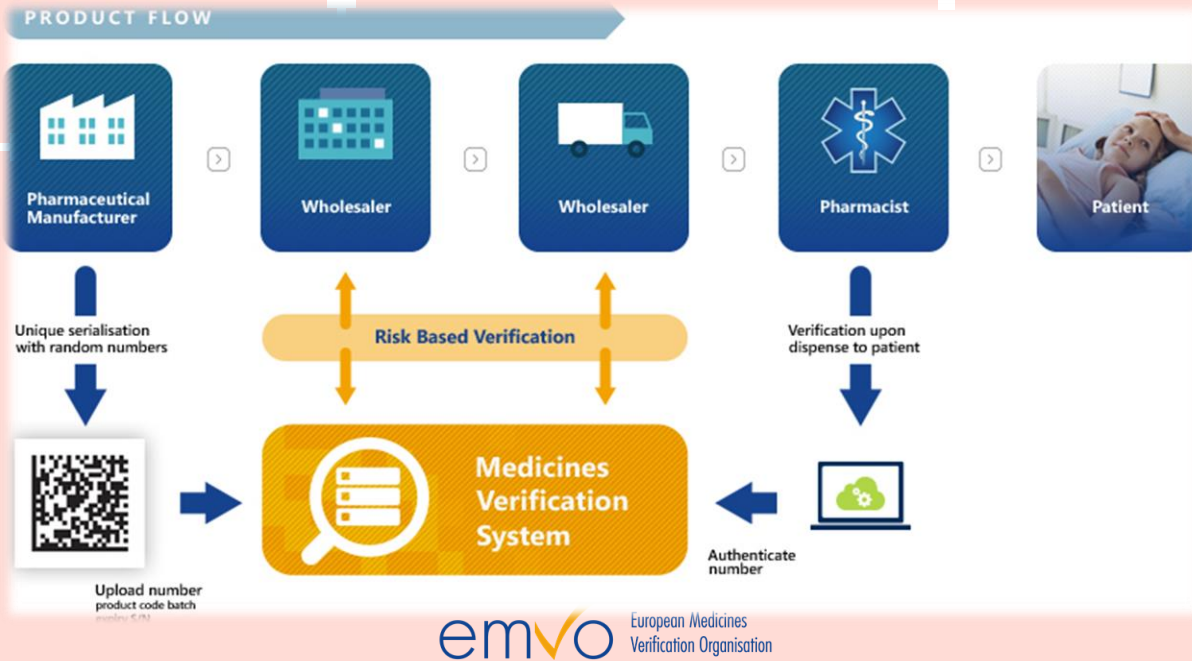 PRODUCT FLOW
Pharmaceutical
Manufacturer
Wholesaler
Wholesaler
Pharmacist
Patient
Unique serialisation
with random numbers
Risk Based Verification
Verification upon
dispense to patient
Medicines
Verification
System
Authenticate
number
Upload number
product code batch
expiry S/N
emvo
European Medicines
Verification Organisation